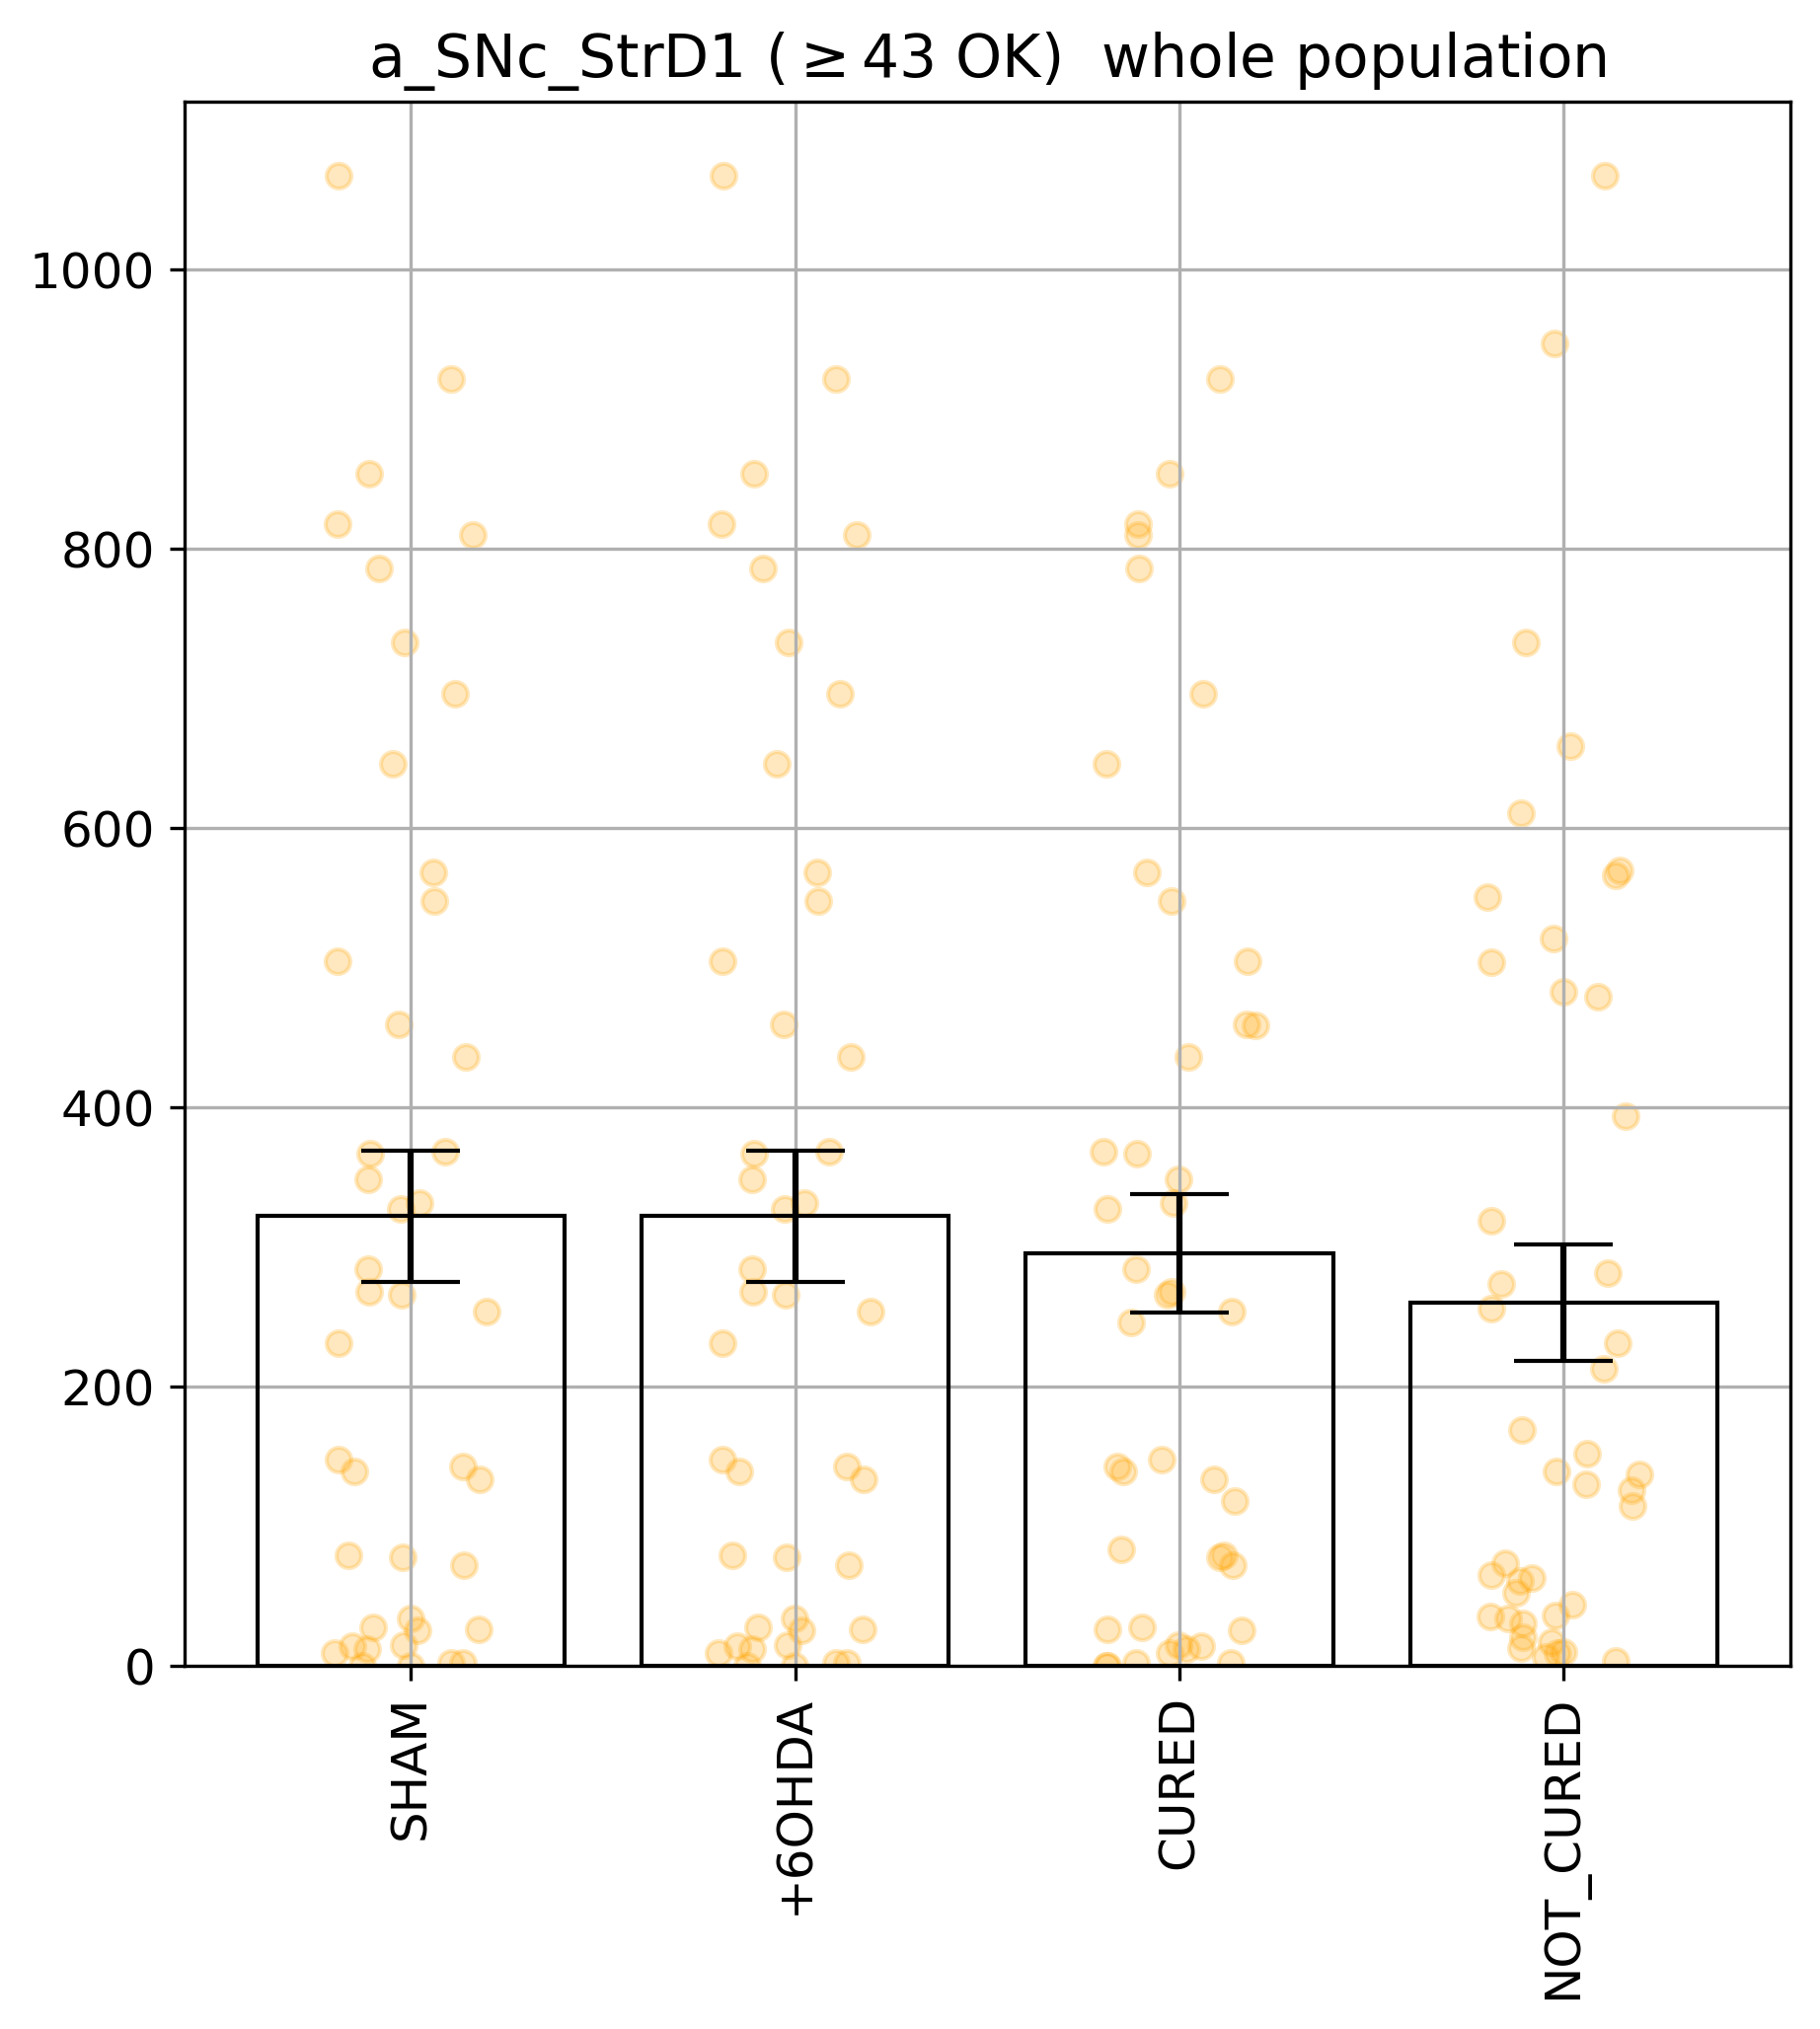 a_SNc_StrD1 (≥43 OK)  whole population
1000
800
600
400
200
0
SHAM
+6OHDA
CURED
NOT_CURED